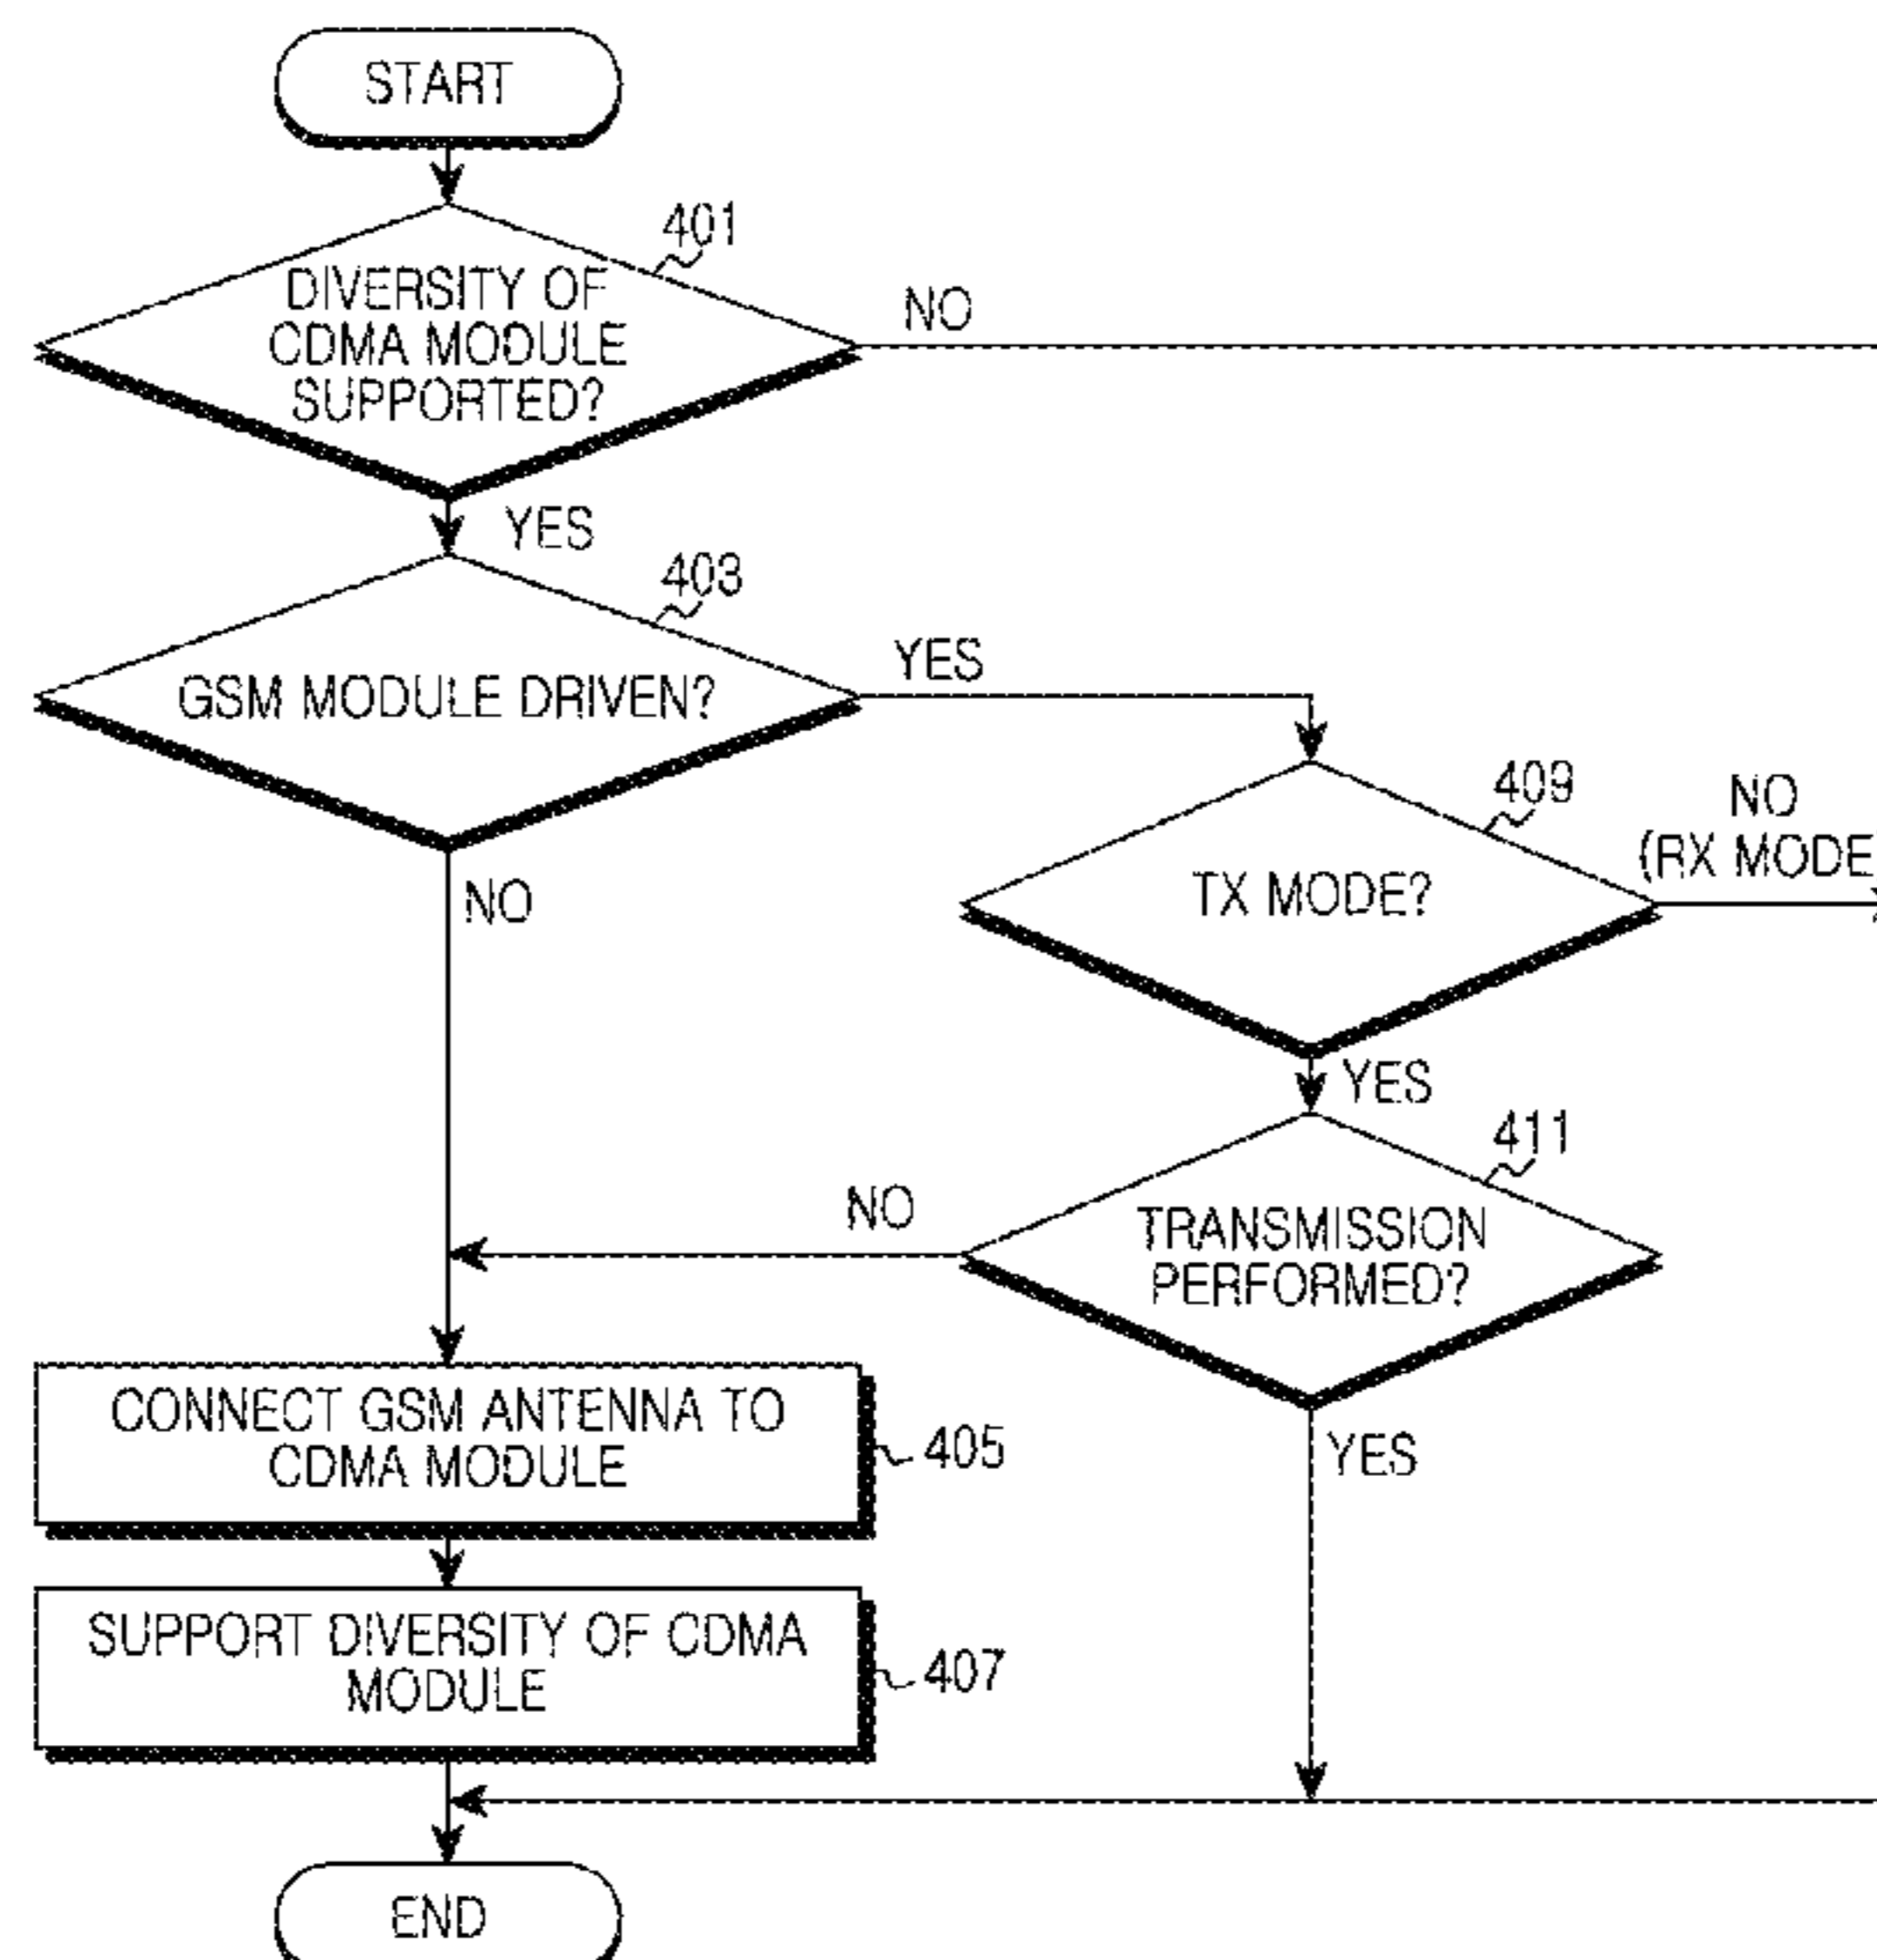 START
401
DIVERSITY OF
CDMA MODULE
SUPPORTED?
NO
YES
403
GSM MODULE DRIVEN?
YES
NO
409
TX MODE?
NO
(RX MODE
YES
411
TRANSMISSION
PERFORMED?
NO
YES
CONNECT GSM ANTENNA TO
CDMA MODULE
405
SUPPORT DIVERSITY OF CDMA
MODULE
407
END